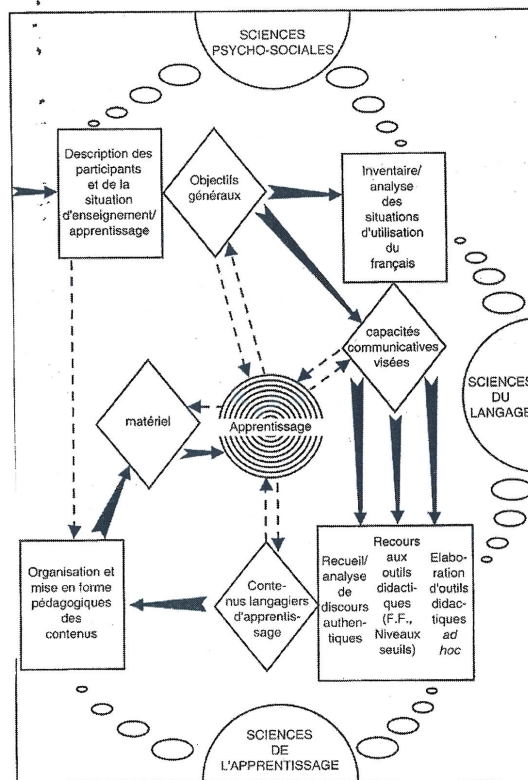 SCIENCES
PSYCHO-SOCIALES
Description des
participants
et de la
situation
d'enseignement/
apprentissage
Objectifs
généraux
Inventaire/
analyse
des
situations
d'utilisation
du
français
capacités
communicatives
visées
SCIENCES
DU
LANGAGE
matériel
Apprentissage
Organisation et
mise en forme
pédagogiques
des
contenus
Conte-
nus langagiers
d'apprentis-
sage
Recueil/
analyse
de
discours
authen-
tiques
Recours
aux
outils
didacti-
ques
(F.F.,
Niveaux
seuils)
Elabo-
ration
d'outils
didac-
tiques
ad
hoc
SCIENCES
DE
L'APPRENTISSAGE